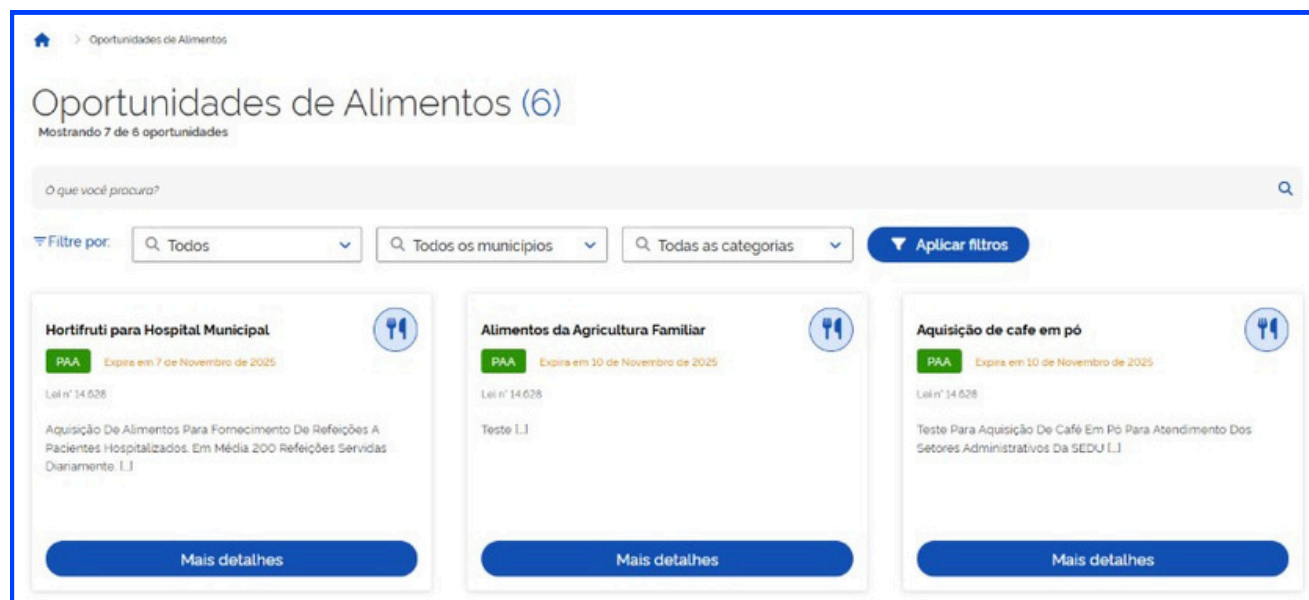 > Oportunidades de Alimentos
Oportunidades de Alimentos (6)
Mostrando 7 de 6 oportunidades
O que você procura?
Filtre por:
Todos
Todos os municípios
Todas as categorias
Aplicar filtros
Hortifruti para Hospital Municipal
PAA Expira em 7 de Novembro de 2025
Lei n° 14.628
Aquisição De Alimentos Para Fornecimento De Refeições A
Pacientes Hospitalizados. Em Média 200 Refeições Servidas
Diariamente. [...]
Mais detalhes
Alimentos da Agricultura Familiar
PAA Expira em 10 de Novembro de 2025
Lei n° 14.628
Teste [...]
Mais detalhes
Aquisição de cafe em pó
PAA Expira em 10 de Novembro de 2025
Lei n° 14.628
Teste Para Aquisição De Café Em Pó Para Atendimento Dos
Setores Administrativos Da SEDU [...]
Mais detalhes